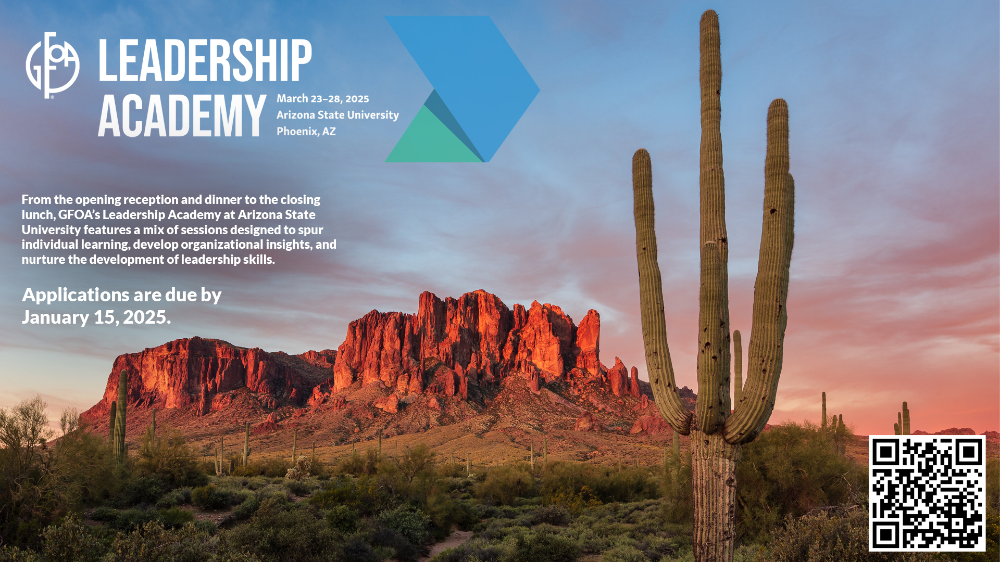 GFOA
LEADERSHIP
ACADEMY
March 23–28, 2025
Arizona State University
Phoenix, AZ
From the opening reception and dinner to the closing
lunch, GFOA’s Leadership Academy at Arizona State
University features a mix of sessions designed to spur
individual learning, develop organizational insights, and
nurture the development of leadership skills.
Applications are due by
January 15, 2025.